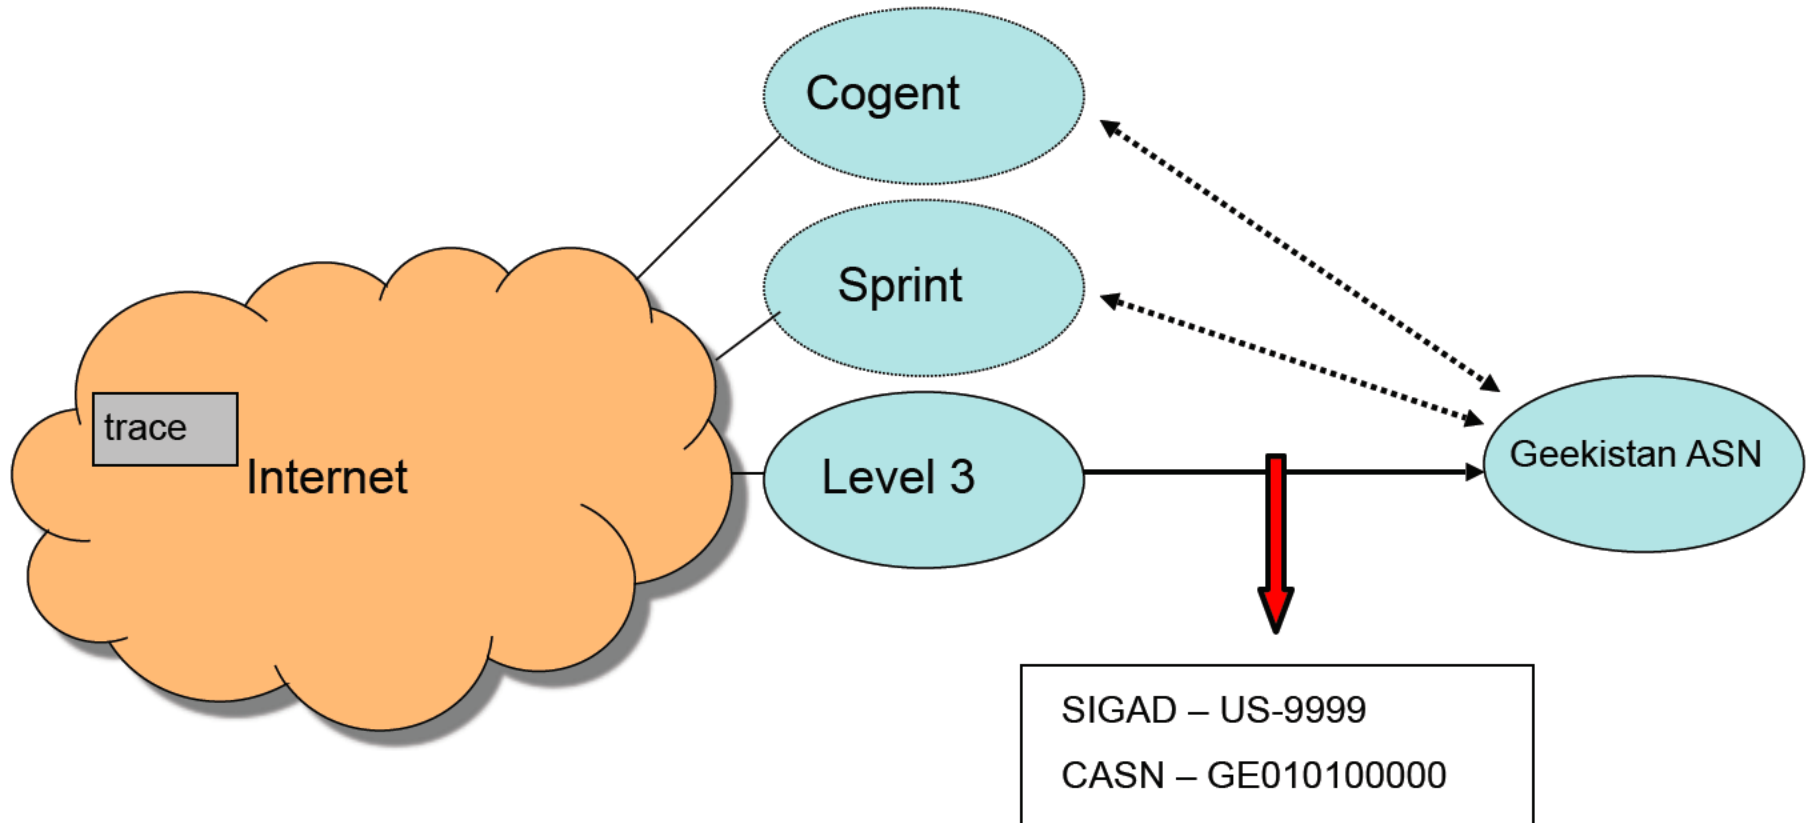 Cogent
Sprint
trace
Internet
Level 3
Geekistan ASN
SIGAD – US-9999
CASN – GE010100000